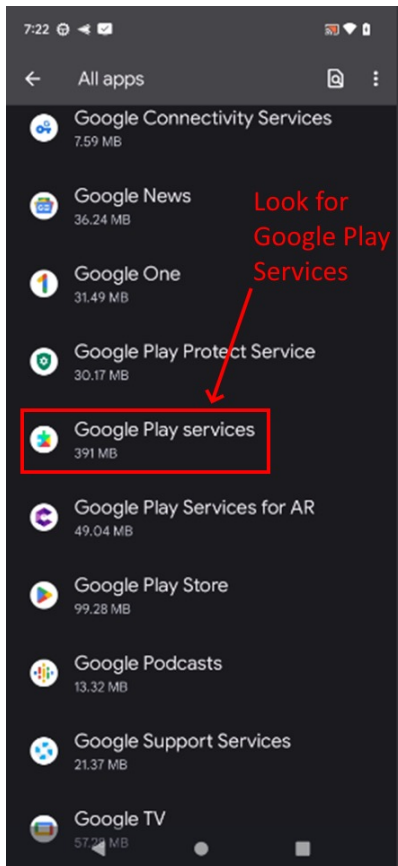 7:22
All apps
Google Connectivity Services
7.59 MB
Google News
36.24 MB
Look for
Google Play
Services
Google One
31.49 MB
Google Play Protect Service
30.17 MB
Google Play services
391 MB
Google Play Services for AR
49.04 MB
Google Play Store
99.28 MB
Google Podcasts
13.32 MB
Google Support Services
21.37 MB
Google TV
MB